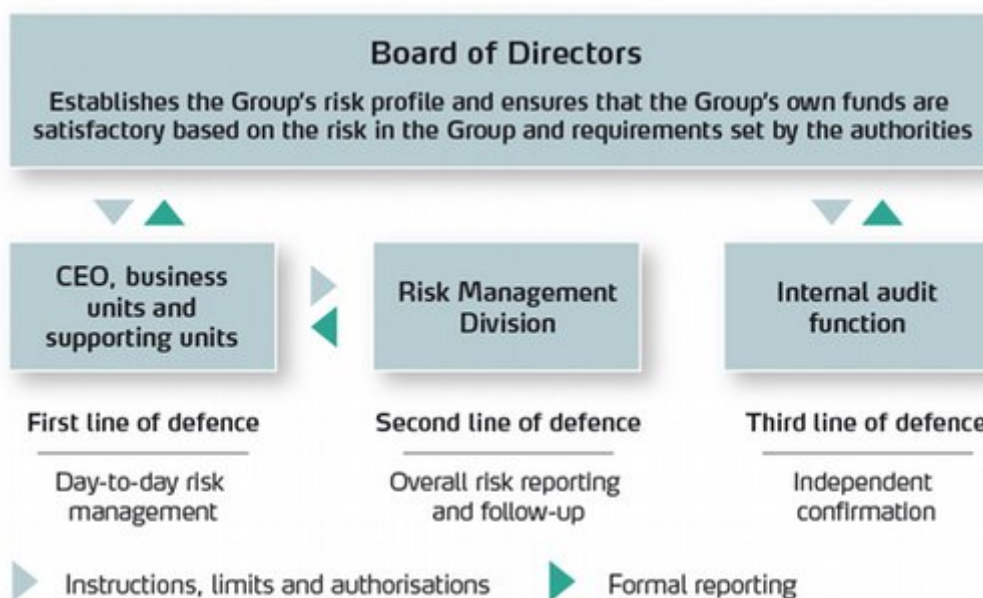 Board of Directors
Establishes the Group's risk profile and ensures that the Group's own funds are
satisfactory based on the risk in the Group and requirements set by the authorities
CEO, business
units and
supporting units
Risk Management
Division
Internal audit
function
First line of defence
Second line of defence
Third line of defence
Day-to-day risk
management
Overall risk reporting
and follow-up
Independent
confirmation
Instructions, limits and authorisations
Formal reporting